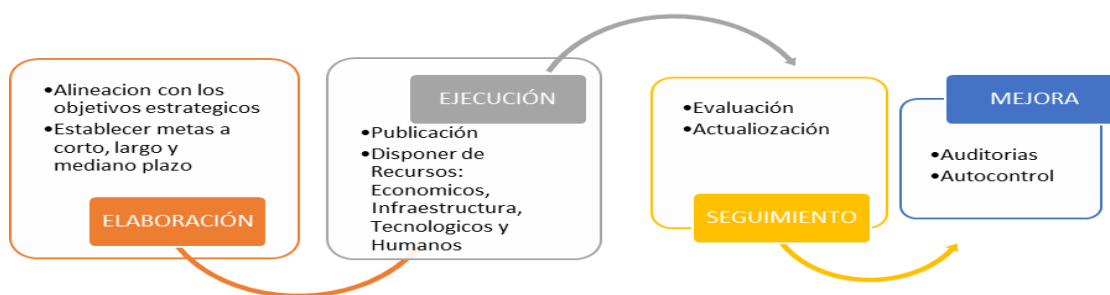 •Alineacion con los
objetivos estrategicos
•Establecer metas a
corto, largo y
mediano plazo
ELABORACIÓN
EJECUCIÓN
•Publicación
•Disponer de
Recursos:
Economicos,
Infraestructura,
Tecnologicos y
Humanos
•Evaluación
•Actualiozación
SEGUIMIENTO
MEJORA
•Auditorias
•Autocontrol